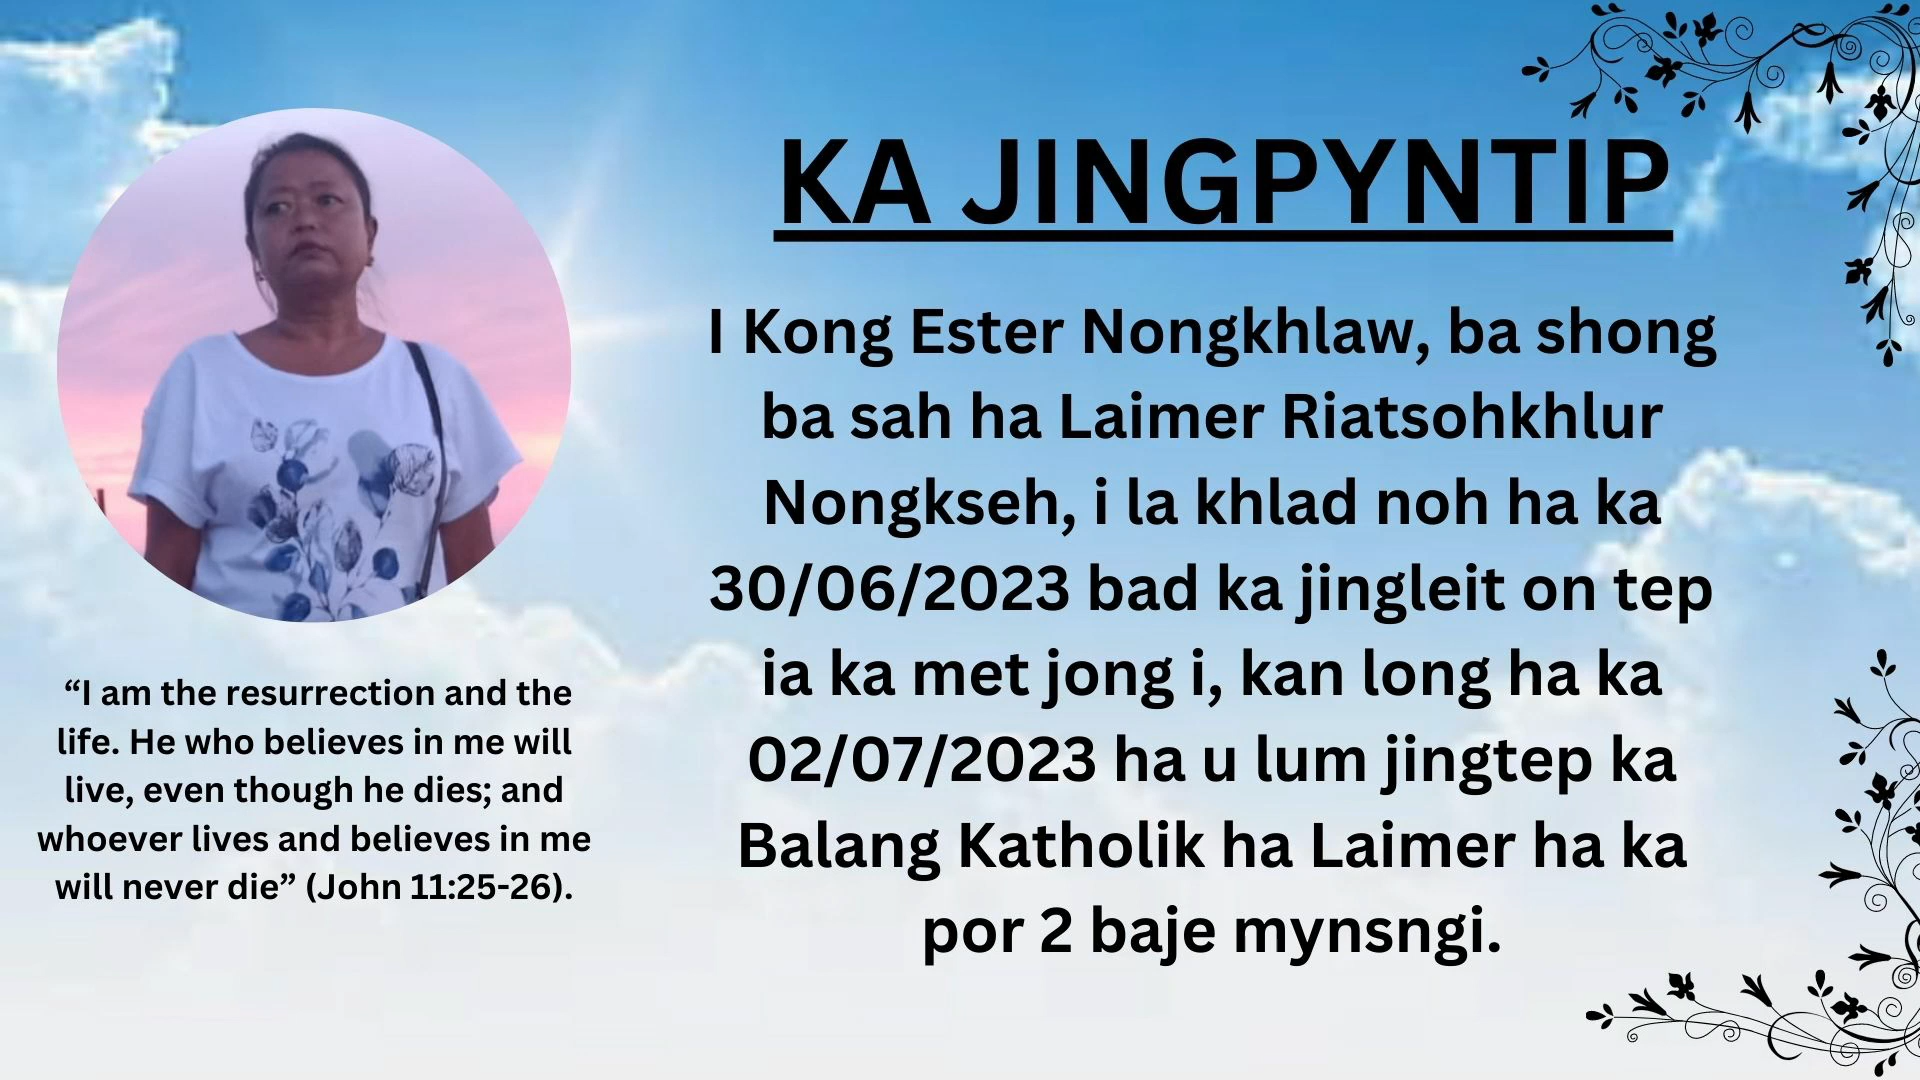 KA JINGPYNTIP
I Kong Ester Nongkhlaw, ba shong
ba sah ha Laimer Riatsohkhlur
Nongkseh, i la khlad noh ha ka
30/06/2023 bad ka jingleit on tep
ia ka met jong i, kan long ha ka
02/07/2023 ha u lum jingtep ka
Balang Katholik ha Laimer ha ka
por 2 baje mynsngi.
“I am the resurrection and the
life. He who believes in me will
live, even though he dies; and
whoever lives and believes in me
will never die” (John 11:25-26).